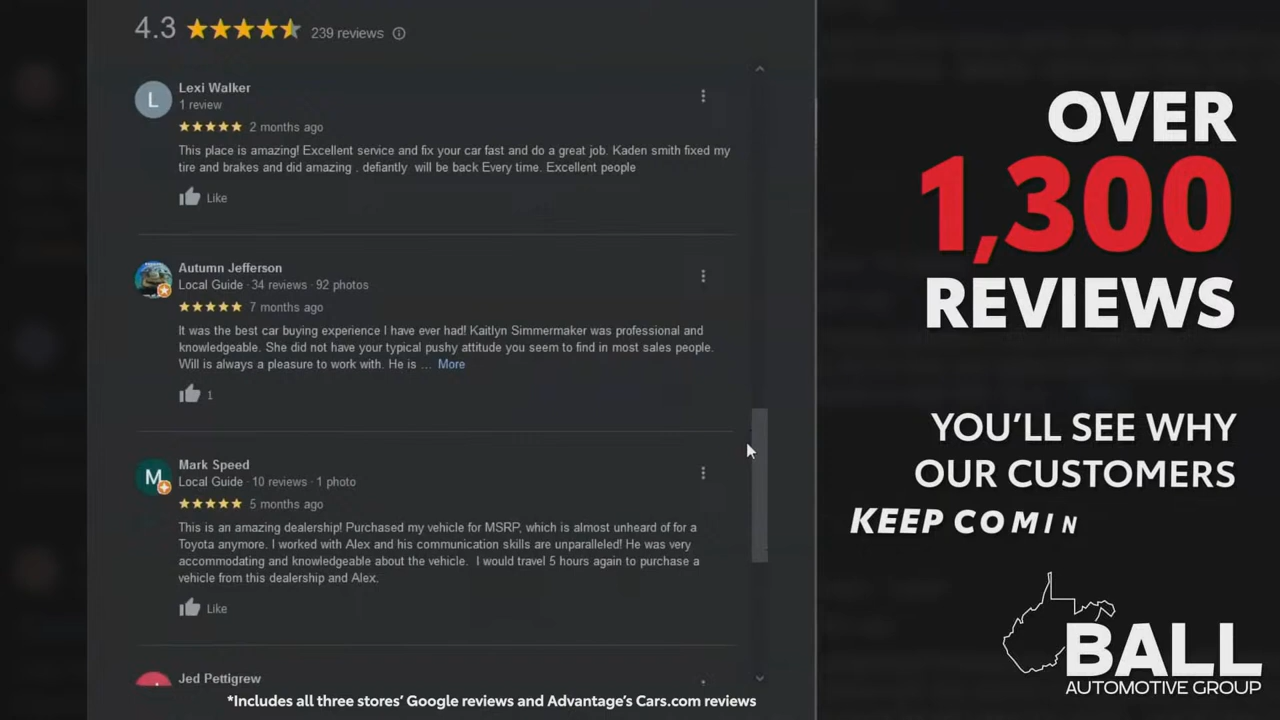 4.3 239 reviews
L
Lexi Walker
1 review
2 months ago
This place is amazing! Excellent service and fix your car fast and do a great job. Kaden smith fixed my
tire and brakes and did amazing . defiantly will be back Every time. Excellent people
Like
Autumn Jefferson
Local Guide · 34 reviews · 92 photos
7 months ago
It was the best car buying experience I have ever had! Kaitlyn Simmermaker was professional and
knowledgeable. She did not have your typical pushy attitude you seem to find in most sales people.
Will is always a pleasure to work with. He is ... More
1
M
Mark Speed
Local Guide · 10 reviews · 1 photo
5 months ago
This is an amazing dealership! Purchased my vehicle for MSRP, which is almost unheard of for a
Toyota anymore. I worked with Alex and his communication skills are unparalleled! He was very
accommodating and knowledgeable about the vehicle. I would travel 5 hours again to purchase a
vehicle from this dealership and Alex.
Like
Jed Pettigrew
*Includes all three stores' Google reviews and Advantage's Cars.com reviews
OVER
1,300
REVIEWS
YOU'LL SEE WHY
OUR CUSTOMERS
KEEP COMIN
BALL
AUTOMOTIVE GROUP